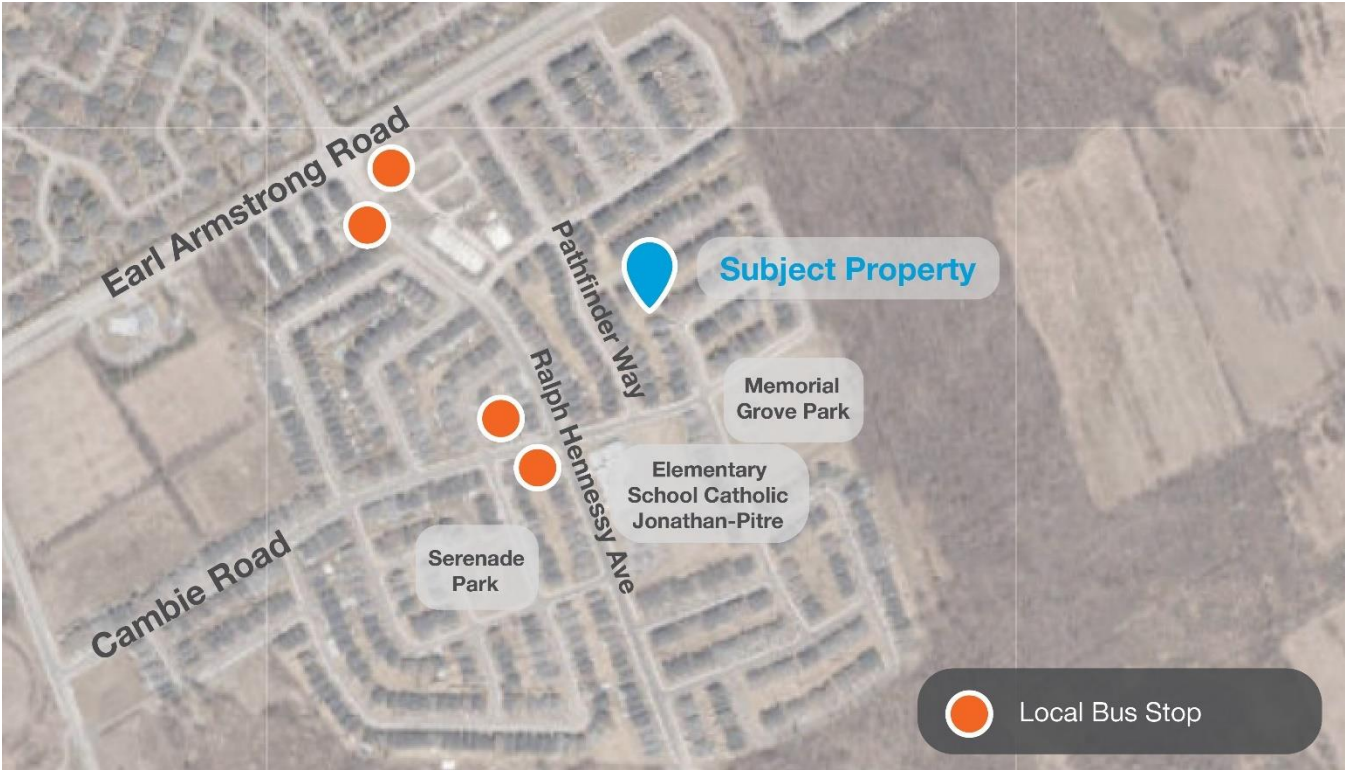 Earl Armstrong Road
Pathfinder Way
Subject Property
Ralph Hennessy Ave
Memorial
Grove Park
Elementary
School Catholic
Jonathan-Pitre
Serenade
Park
Cambie Road
Local Bus Stop